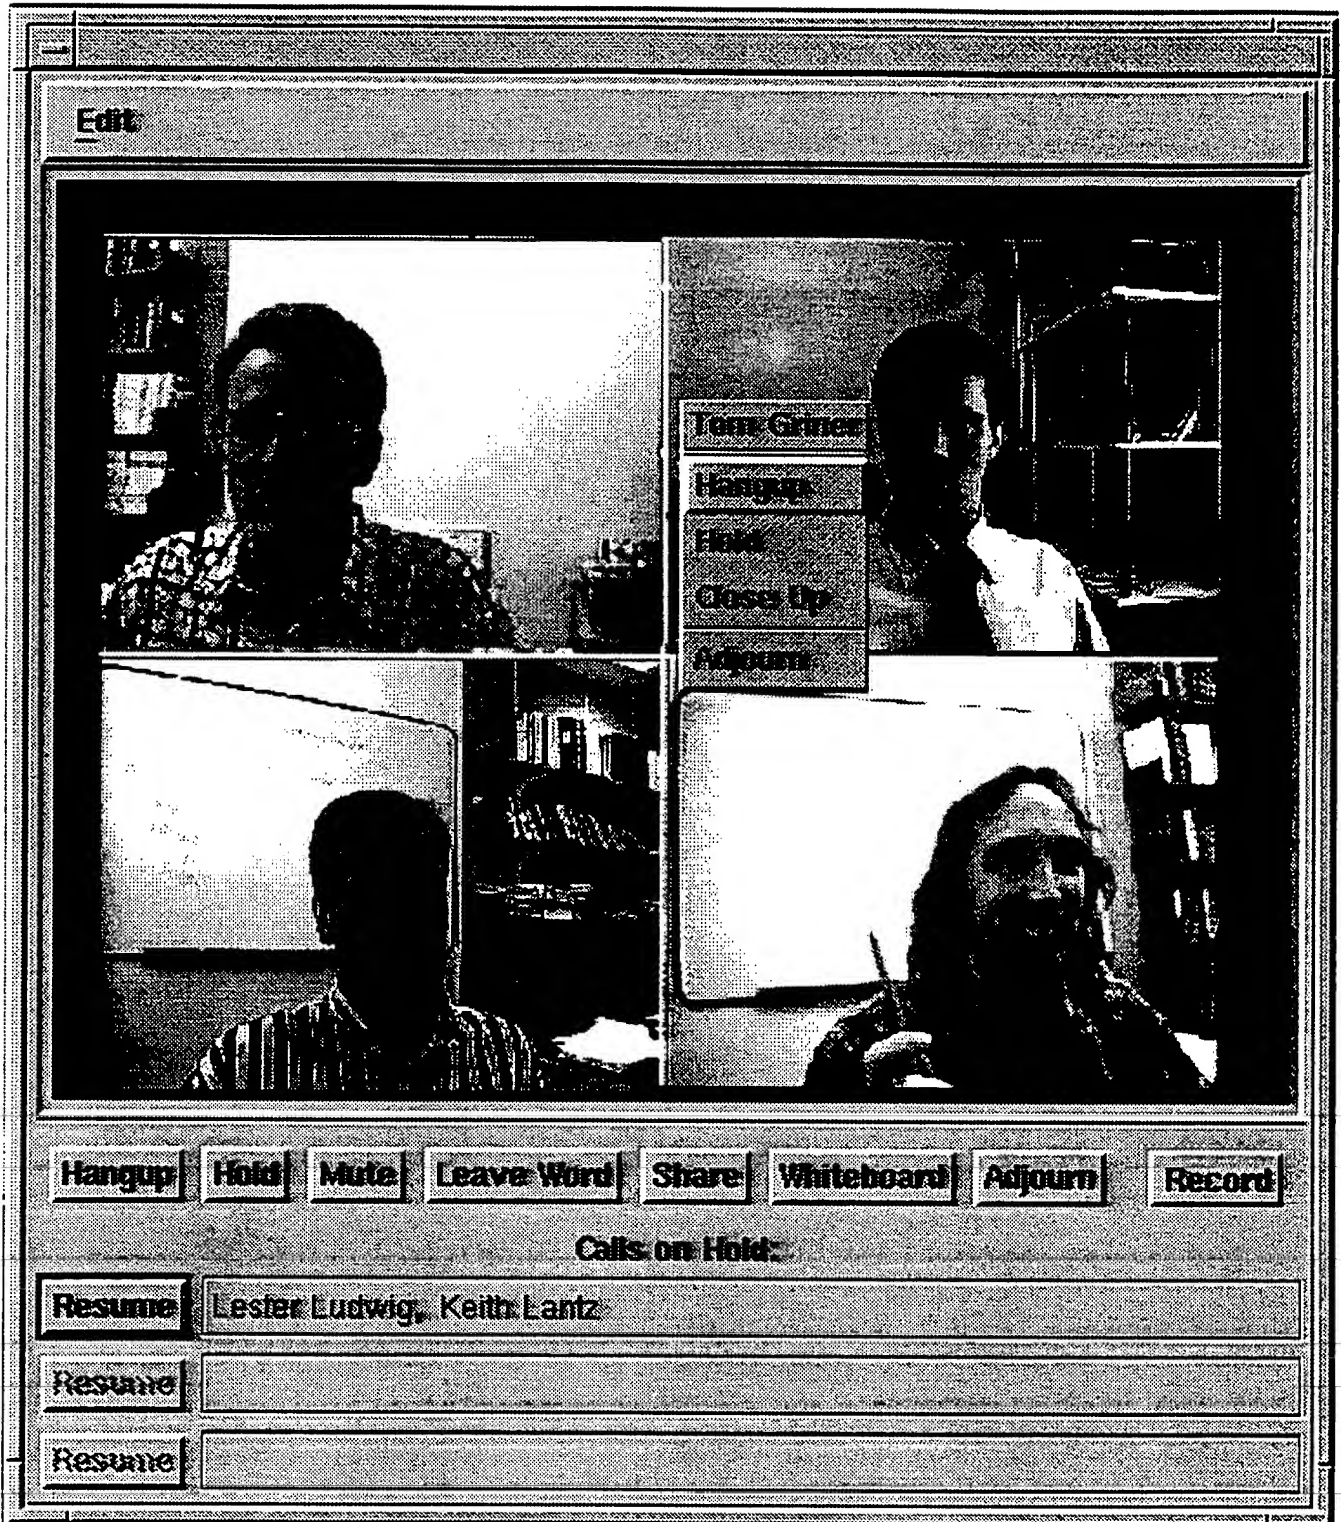 Edit
Tom Griner
Hangup
Hold
Close Up
Adjourn
Hangup Hold Mute Leave Word Share Whiteboard Adjourn Record
Calls on Hold:
Resume Lester Ludwig, Keith Lantz
Resume
Resume